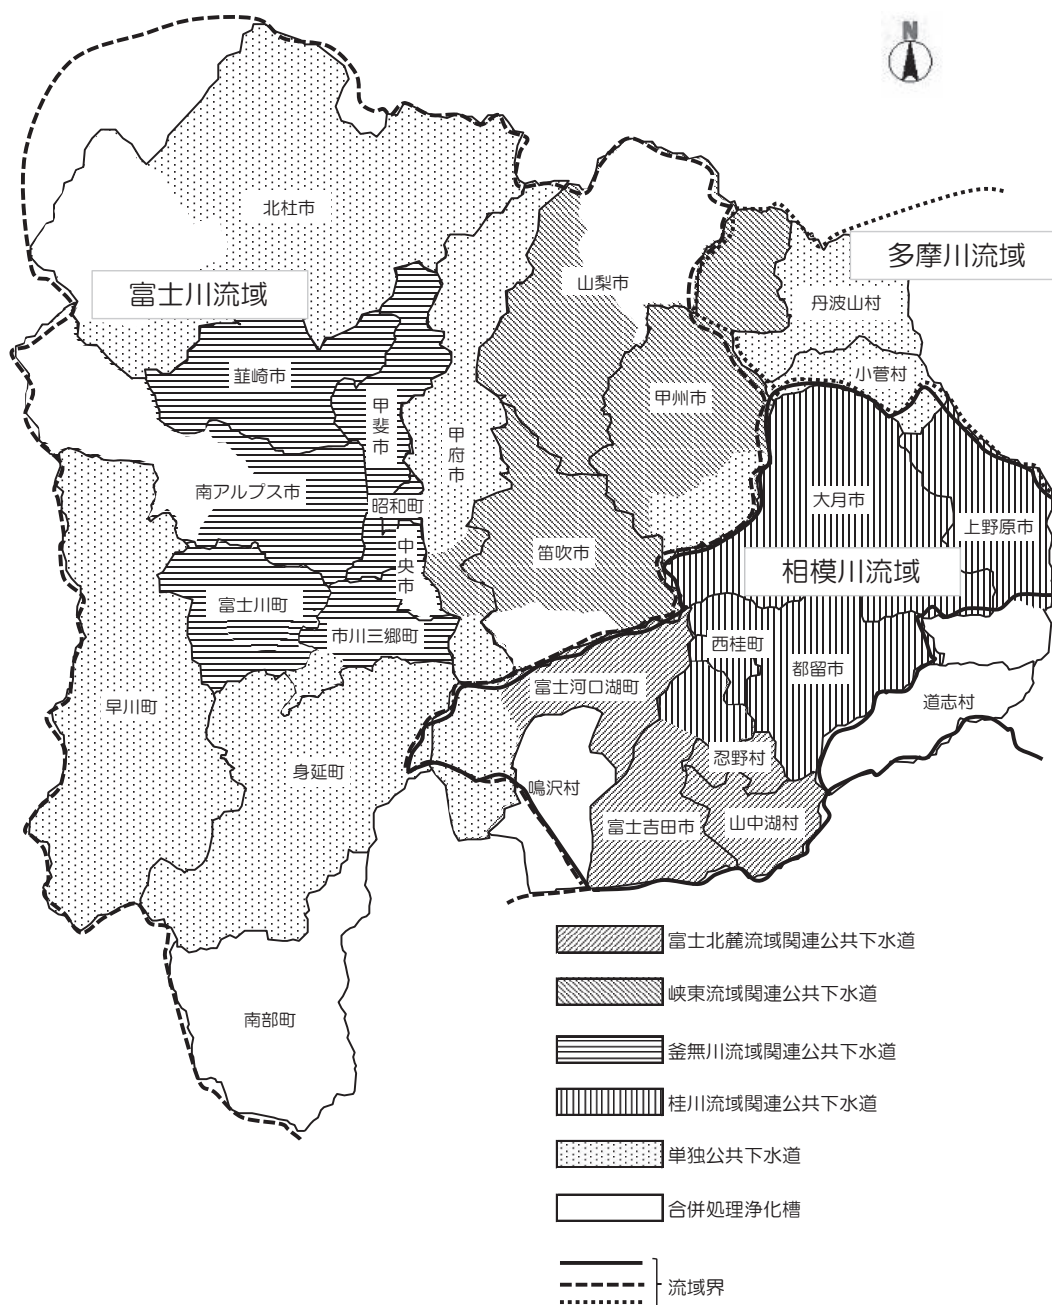 N
北杜市
多摩川流域
山梨市
富士川流域
丹波山村
韮崎市
小菅村
甲斐市
甲州市
甲府市
南アルプス市
昭和町
大月市
上野原市
中央市
笛吹市
相模川流域
富士川町
市川三郷町
西桂町
都留市
富士河口湖町
早川町
道志村
身延町
忍野村
鳴沢村
富士吉田市
山中湖村
富士北麓流域関連公共下水道
峡東流域関連公共下水道
南部町
釜無川流域関連公共下水道
桂川流域関連公共下水道
単独公共下水道
合併処理浄化槽
流域界